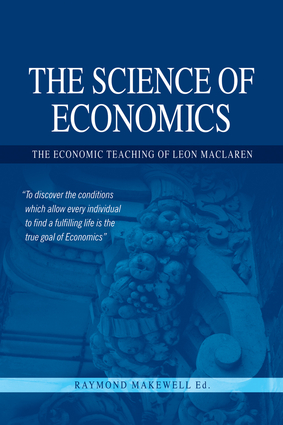 THE SCIENCE OF
ECONOMICS
THE ECONOMIC TEACHING OF LEON MACLAREN
“To discover the conditions
which allow every individual
to find a fulfilling life is the
true goal of Economics”
RAYMOND MAKEWELL Ed.